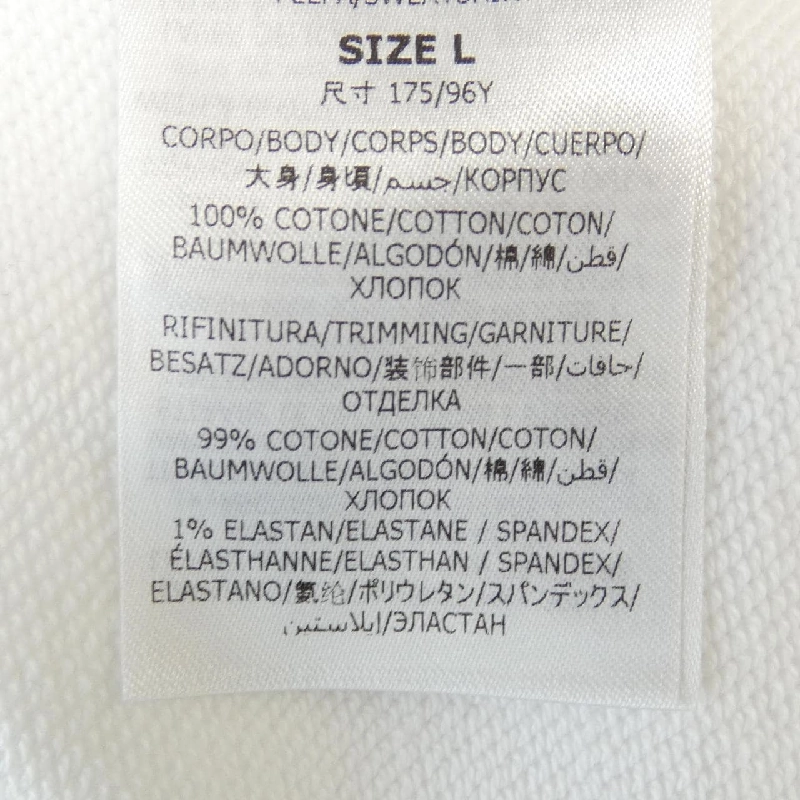 FELPA/SWEATSHIRT
SIZE L
尺寸 175/96Y
CORPO/BODY/CORPS/BODY/CUERPO/
大身/身頃/جسم/КОРПУС
100% COTONE/COTTON/COTON/
BAUMWOLLE/ALGODÓN/棉/綿/قطن/
ХЛОПОК
RIFINITURA/TRIMMING/GARNITURE/
BESATZ/ADORNO/装饰部件/一部/حافات/
ОТДЕЛКА
99% COTONE/COTTON/COTON/
BAUMWOLLE/ALGODÓN/棉/綿/قطن/
ХЛОПОК
1% ELASTAN/ELASTANE / SPANDEX/
ÉLASTHANNE/ELASTHAN / SPANDEX/
ELASTANO/氨纶/ポリウレタン/スパンデックス/
إيلاستين/ЭЛАСТАН